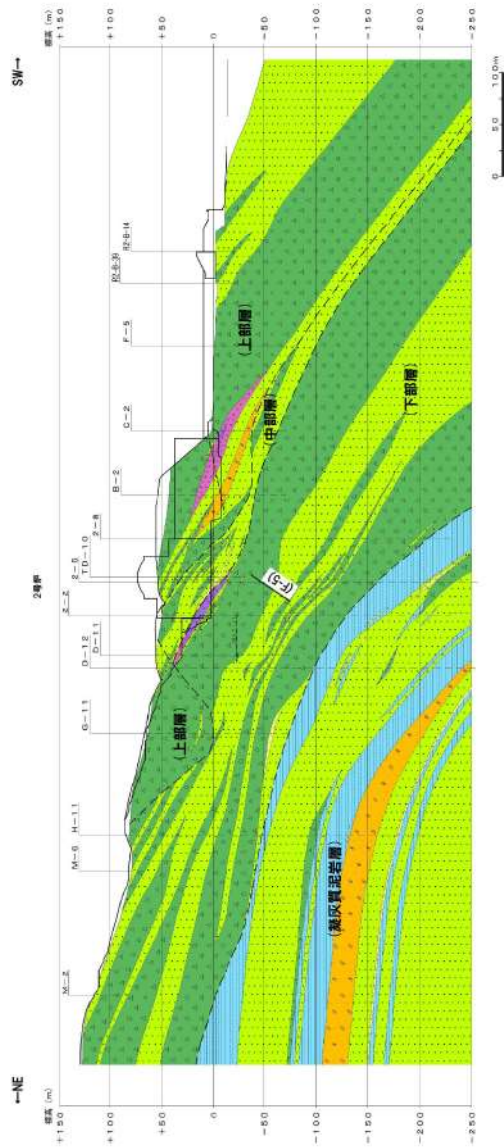 ←NE
2号炉
SW→
標高 (m)
標高 (m)
+150
+100
+50
0
-50
-100
-150
-200
-250
+150
+100
+50
0
-50
-100
-150
-200
-250
M-Z
M-6
H-11
G-11
D-12
D-11
2-Z
2-5
TD-10
2-8
B-2
C-2
F-5
R2-B-39
R2-B-14
(上部層)
(上部層)
(中部層)
(下部層)
(F-5)
(凝灰質泥岩層)
0 50 100m